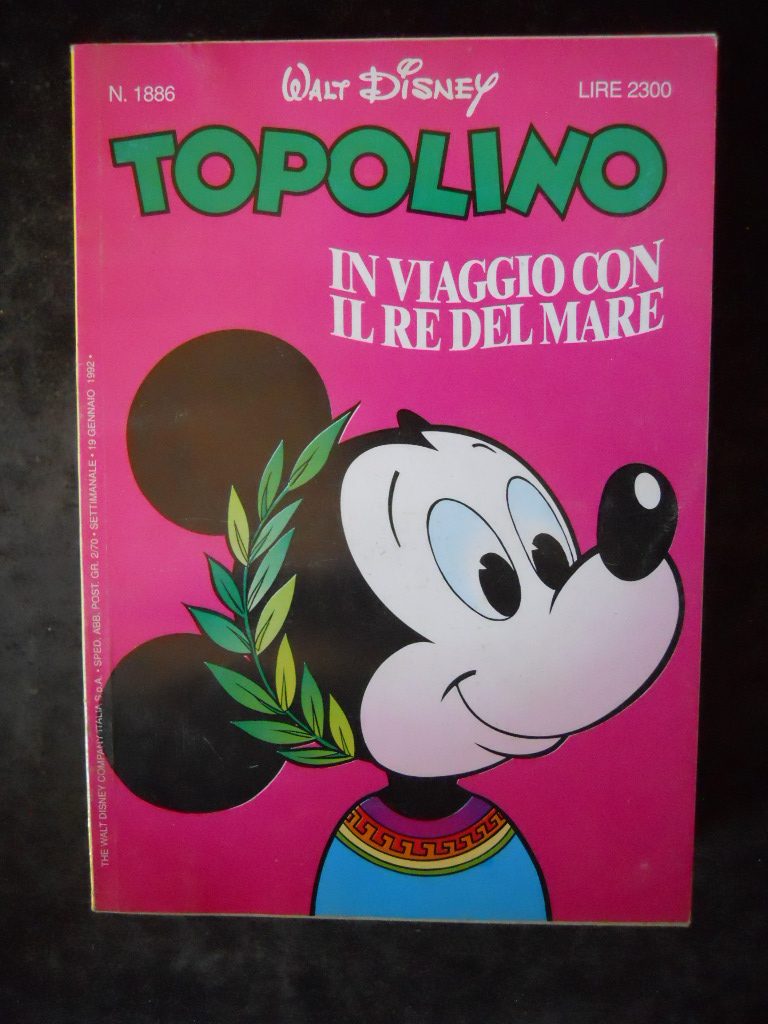 N. 1886
WALT DISNEY
LIRE 2300
TOPOLINO
IN VIAGGIO CON
IL RE DEL MARE
THE WALT DISNEY COMPANY ITALIA S.p.A. • SPED. ABB. POST. GR. 2/70 • SETTIMANALE • 19 GENNAIO 1992 •